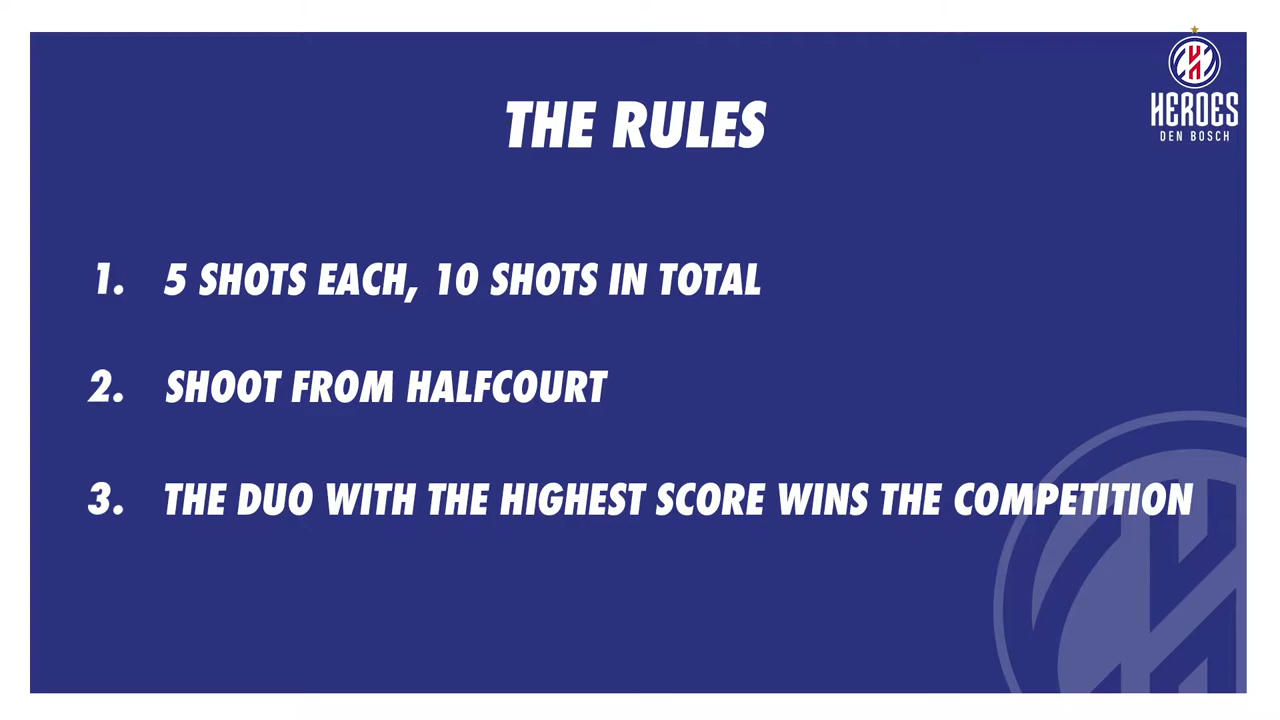 HEROES
DEN BOSCH
THE RULES
1. 5 SHOTS EACH, 10 SHOTS IN TOTAL
2. SHOOT FROM HALFCOURT
3. THE DUO WITH THE HIGHEST SCORE WINS THE COMPETITION